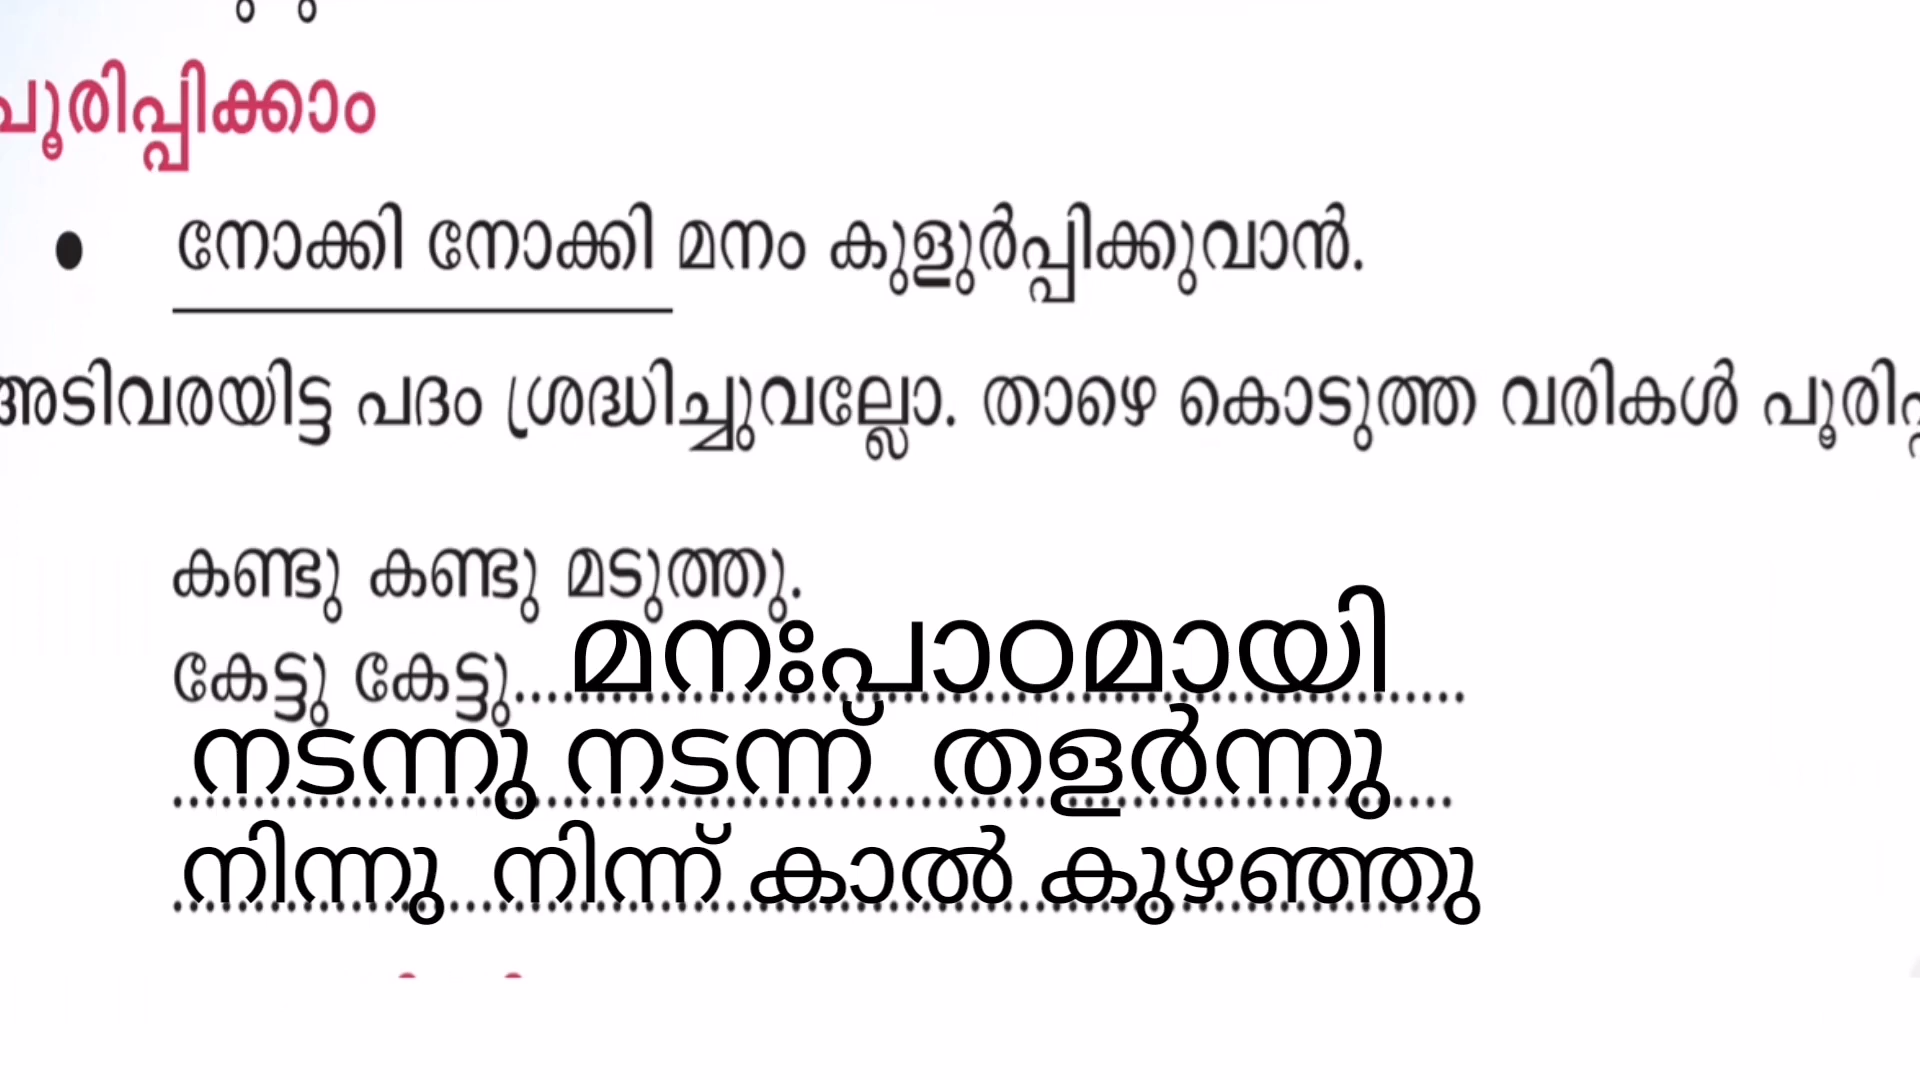 പൂരിപ്പിക്കാം
• നോക്കി നോക്കി മനം കുളുർപ്പിക്കുവാൻ.
അടിവരയിട്ട പദം ശ്രദ്ധിച്ചുവല്ലോ. താഴെ കൊടുത്ത വരികൾ
കണ്ടു കണ്ടു മടുത്തു.
കേട്ടു കേട്ടു മനഃപാഠമായി
നടന്നു നടന്ന് തളർന്നു
നിന്നു നിന്ന് കാൽ കുഴഞ്ഞു